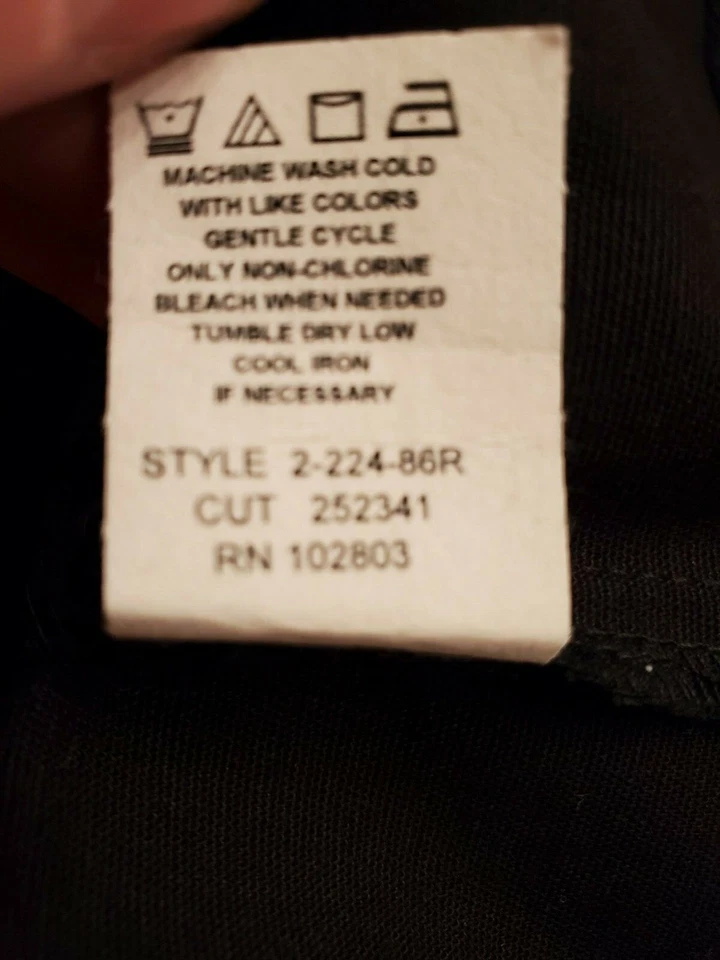 MACHINE WASH COLD
WITH LIKE COLORS
GENTLE CYCLE
ONLY NON-CHLORINE
BLEACH WHEN NEEDED
TUMBLE DRY LOW
COOL IRON
IF NECESSARY
STYLE 2-224-86R
CUT 252341
RN 102803